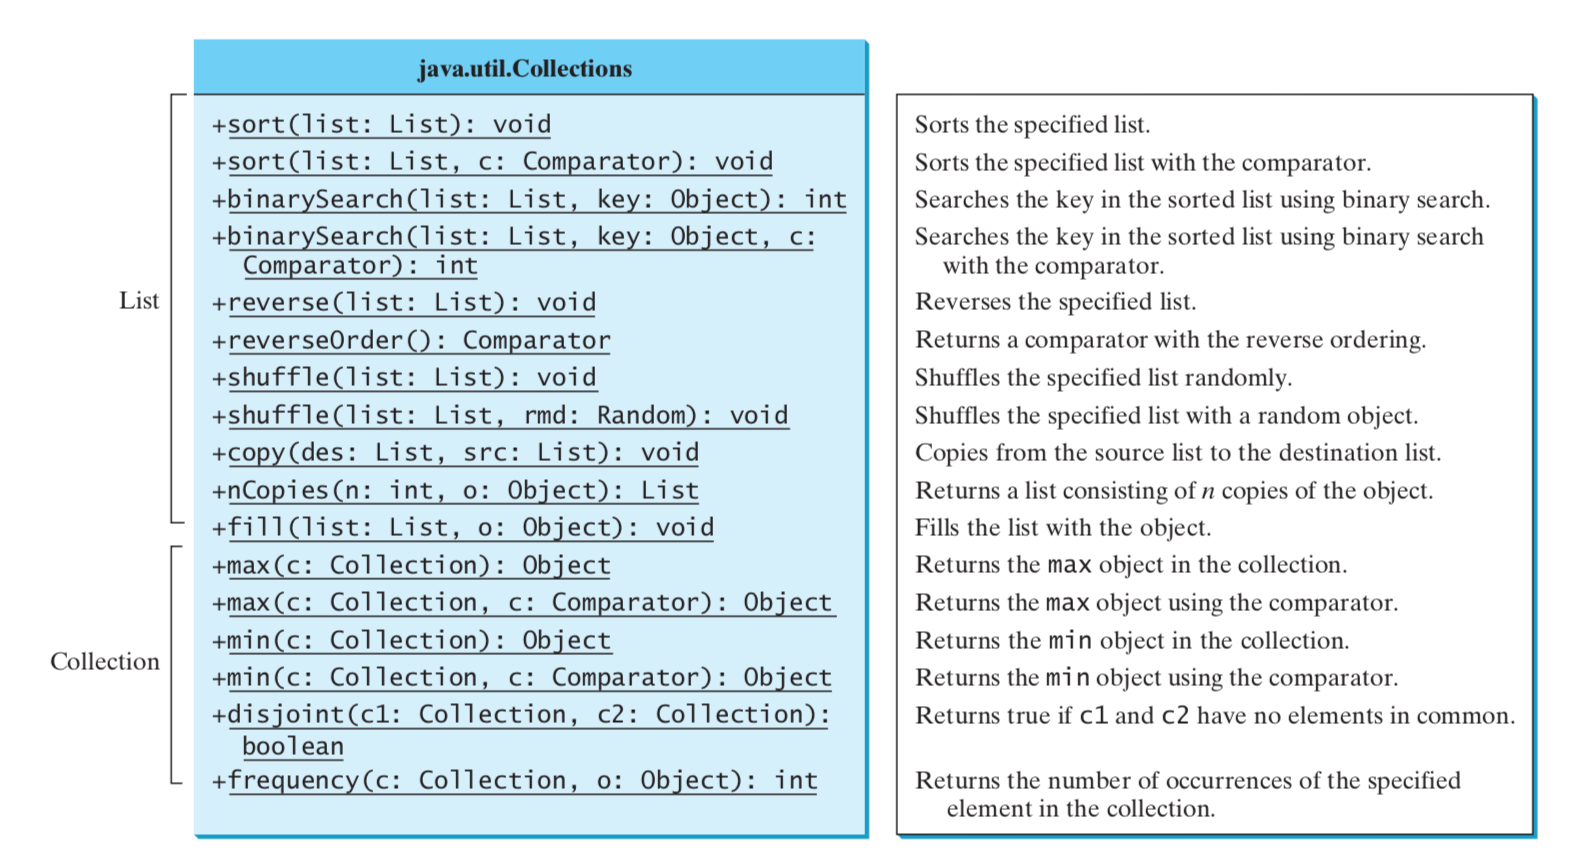 java.util.Collections
List
+sort(list: List): void
Sorts the specified list.
+sort(list: List, c: Comparator): void
Sorts the specified list with the comparator.
+binarySearch(list: List, key: Object): int
Searches the key in the sorted list using binary search.
+binarySearch(list: List, key: Object, c:
Comparator): int
Searches the key in the sorted list using binary search
with the comparator.
+reverse(list: List): void
Reverses the specified list.
+reverseOrder(): Comparator
Returns a comparator with the reverse ordering.
+shuffle(list: List): void
Shuffles the specified list randomly.
+shuffle(list: List, rmd: Random): void
Shuffles the specified list with a random object.
+copy(des: List, src: List): void
Copies from the source list to the destination list.
+nCopies(n: int, o: Object): List
Returns a list consisting of n copies of the object.
+fill(list: List, o: Object): void
Fills the list with the object.
Collection
+max(c: Collection): Object
Returns the max object in the collection.
+max(c: Collection, c: Comparator): Object
Returns the max object using the comparator.
+min(c: Collection): Object
Returns the min object in the collection.
+min(c: Collection, c: Comparator): Object
Returns the min object using the comparator.
+disjoint(c1: Collection, c2: Collection):
boolean
Returns true if c1 and c2 have no elements in common.
+frequency(c: Collection, o: Object): int
Returns the number of occurrences of the specified
element in the collection.